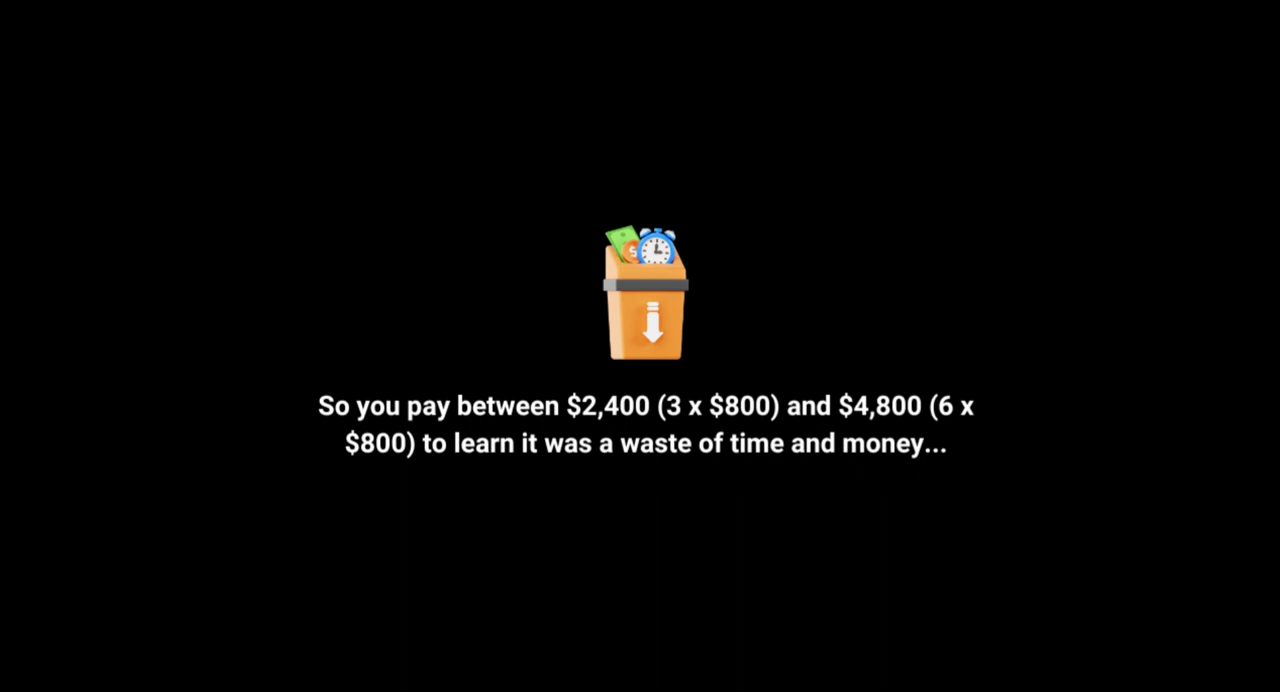 So you pay between $2,400 (3 x $800) and $4,800 (6 x
$800) to learn it was a waste of time and money...